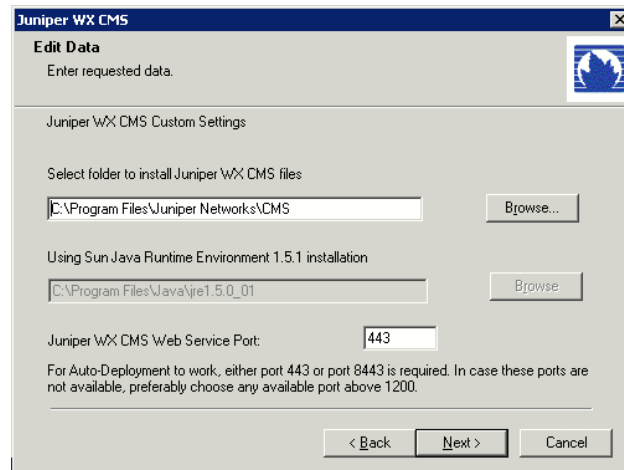 Juniper WX CMS
Edit Data
Enter requested data.
Juniper WX CMS Custom Settings
Select folder to install Juniper WX CMS files
C:\Program Files\Juniper Networks\CMS
Browse...
Using Sun Java Runtime Environment 1.5.1 installation
C:\Program Files\Java\jre1.5.0_01
Browse
Juniper WX CMS Web Service Port:
443
For Auto-Deployment to work, either port 443 or port 8443 is required. In case these ports are
not available, preferably choose any available port above 1200.
< Back
Next >
Cancel